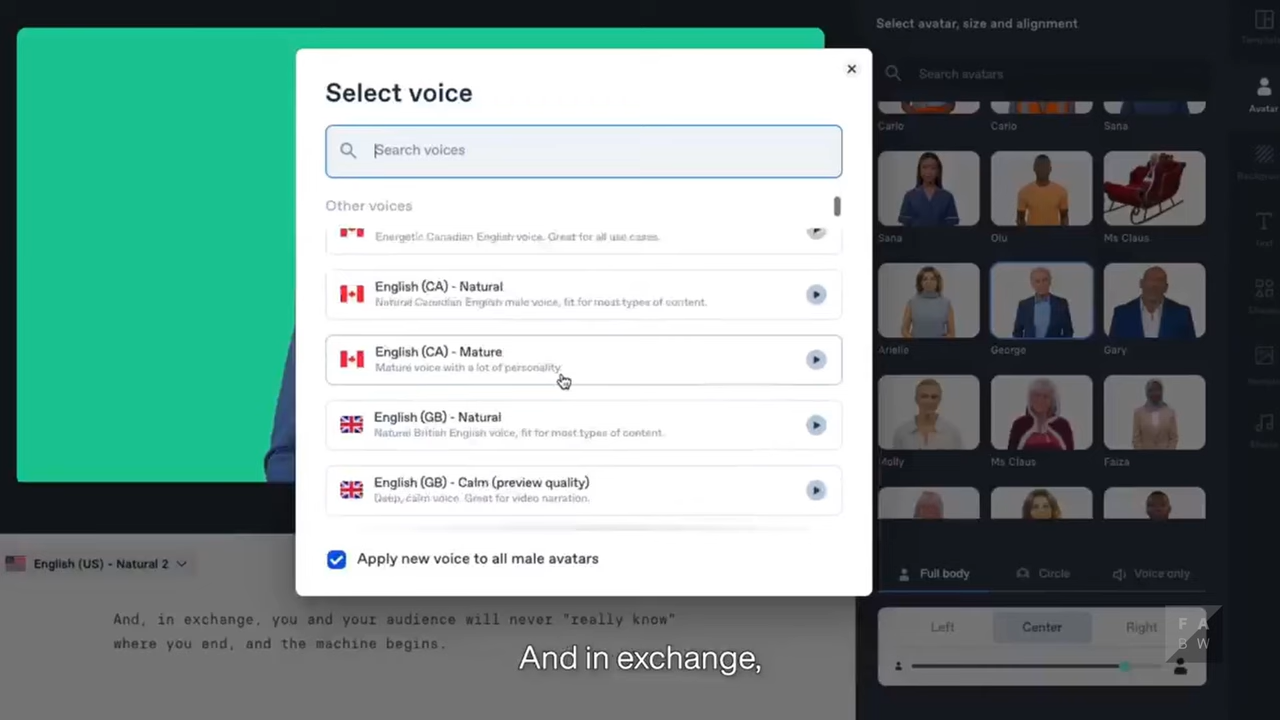 Select avatar, size and alignment
Template
Search avatars
Avatar
Select voice
Search voices
Other voices
Energetic Canadian English voice. Great for all use cases.
English (CA) - Natural
Natural Canadian English male voice, fit for most types of content.
English (CA) - Mature
Mature voice with a lot of personality
English (GB) - Natural
Natural British English voice, fit for most types of content.
English (GB) - Calm (preview quality)
Deep, calm voice. Great for video narration.
Apply new voice to all male avatars
Carlo
Carlo
Sana
Sana
Olu
Ms Claus
Text
Arielle
George
Gary
Molly
Ms Claus
Faiza
Full body
Circle
Voice only
Left
Center
Right
English (US) - Natural 2
And, in exchange, you and your audience will never "really know"
where you end, and the machine begins.
And in exchange,
F A
B W